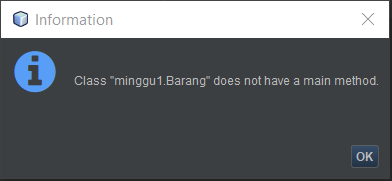 Information
Class "minggu1.Barang" does not have a main method.
OK